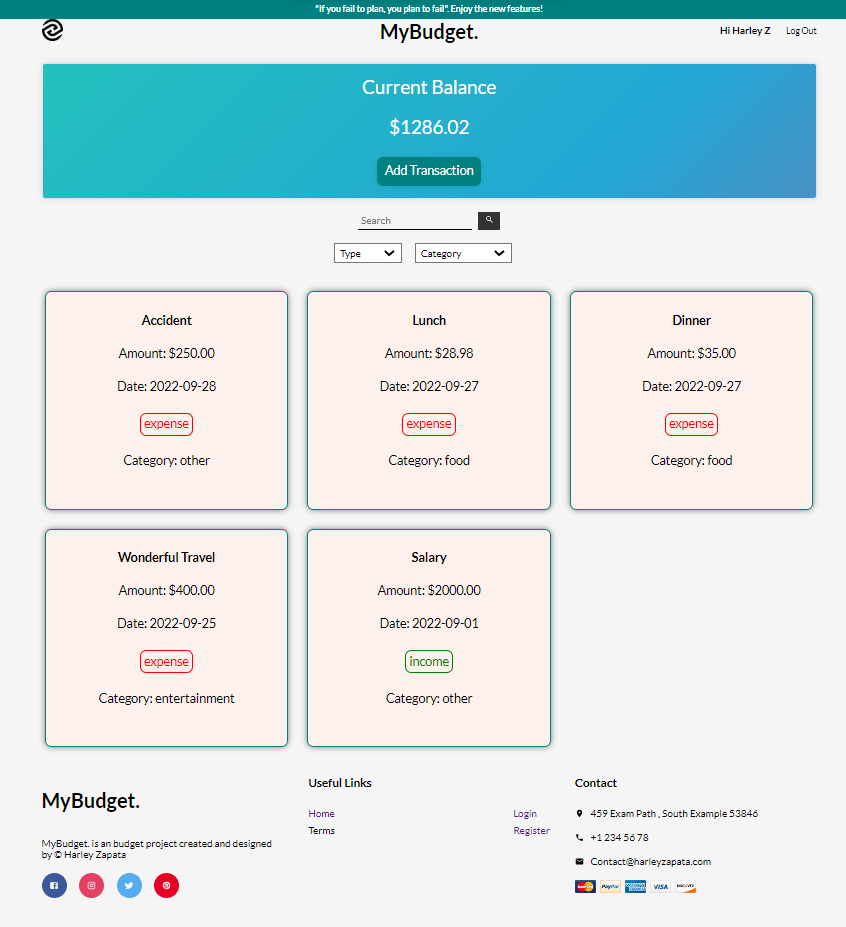 "If you fail to plan, you plan to fail". Enjoy the new features!
MyBudget.
Hi Harley Z Log Out
Current Balance
$1286.02
Add Transaction
Search
Type Category
Accident
Amount: $250.00
Date: 2022-09-28
expense
Category: other
Lunch
Amount: $28.98
Date: 2022-09-27
expense
Category: food
Dinner
Amount: $35.00
Date: 2022-09-27
expense
Category: food
Wonderful Travel
Amount: $400.00
Date: 2022-09-25
expense
Category: entertainment
Salary
Amount: $2000.00
Date: 2022-09-01
income
Category: other
MyBudget.
MyBudget. is an budget project created and designed
by © Harley Zapata
Useful Links
Home
Terms
Login
Register
Contact
459 Exam Path , South Example 53846
+1 234 56 78
Contact@harleyzapata.com
PayPal
VISA
DISCOVER